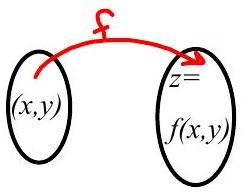 f
(x,y)
z=
f(x,y)